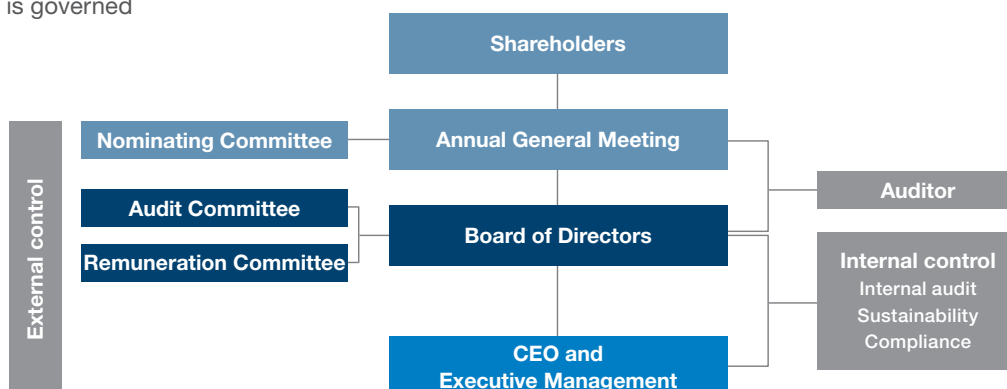 is governed
Shareholders
Nominating Committee
Annual General Meeting
Audit Committee
Auditor
Board of Directors
Remuneration Committee
External control
Internal control
Internal audit
Sustainability
Compliance
CEO and
Executive Management